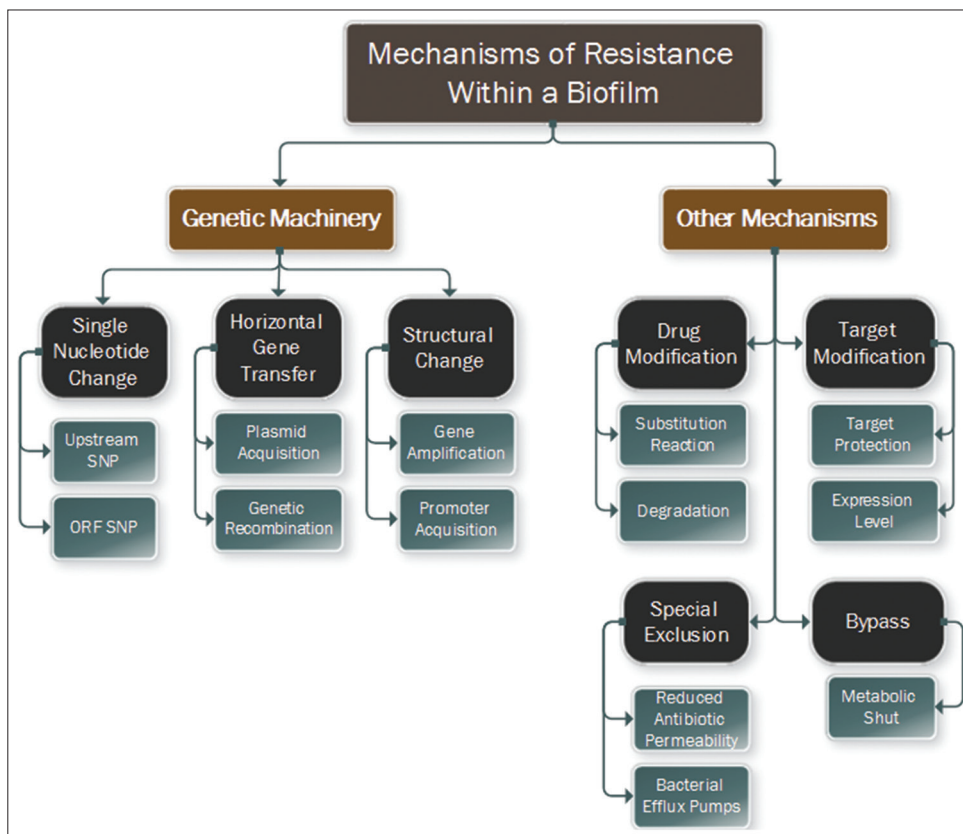 Mechanisms of Resistance
Within a Biofilm
Genetic Machinery
Other Mechanisms
Single
Nucleotide
Change
Upstream
SNP
ORF SNP
Horizontal
Gene
Transfer
Plasmid
Acquisition
Genetic
Recombination
Structural
Change
Gene
Amplification
Promoter
Acquisition
Drug
Modification
Substitution
Reaction
Degradation
Target
Modification
Target
Protection
Expression
Level
Special
Exclusion
Reduced
Antibiotic
Permeability
Bacterial
Efflux Pumps
Bypass
Metabolic
Shut